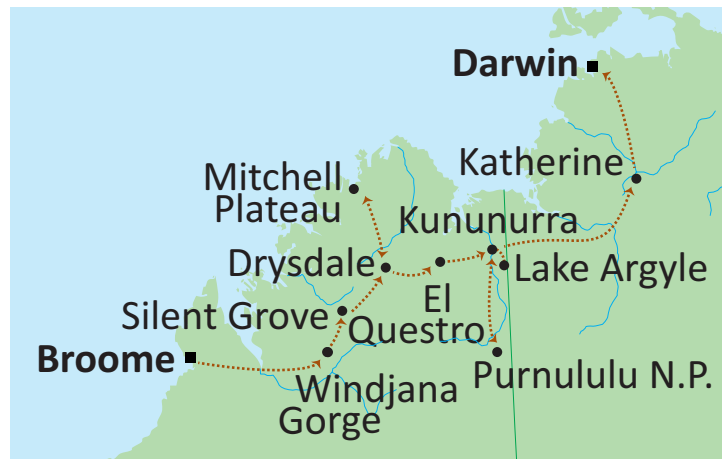 Darwin
Katherine
Mitchell
Plateau
Kununurra
Drysdale
Lake Argyle
El
Questro
Silent Grove
Broome
Windjana
Gorge
Purnululu N.P.